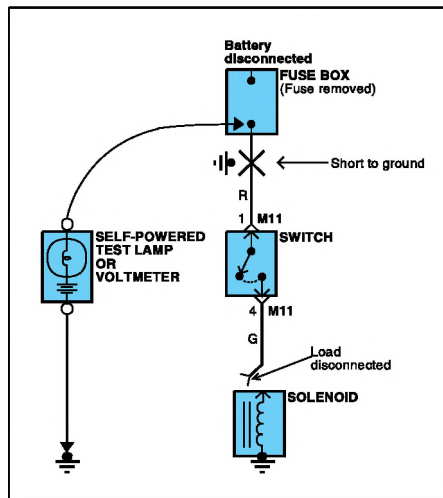 Battery
disconnected
FUSE BOX
(Fuse removed)
Short to ground
R
1 M11
SELF-POWERED
TEST LAMP
OR
VOLTMETER
SWITCH
4 M11
G
Load
disconnected
SOLENOID